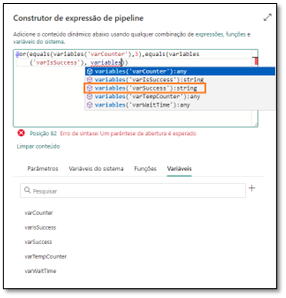 Construtor de expressão de pipeline
Adicione o conteúdo dinâmico abaixo usando qualquer combinação de expressões, funções e
variáveis do sistema.
@or(equals(variables('varCounter'),3),equals(variables
('varIsSuccess'), variables))
variables('varCounter'):any
variables('varIsSuccess'):string
variables('varSuccess'):string
variables('varTempCounter'):any
variables('varWaitTime'):any
Posição 82 Erro de sintaxe: Um parêntese de abertura é esperado
Limpar conteúdo
Parâmetros Variáveis do sistema Funções Variáveis
Pesquisar
varCounter
varIsSuccess
varSuccess
varTempCounter
varWaitTime